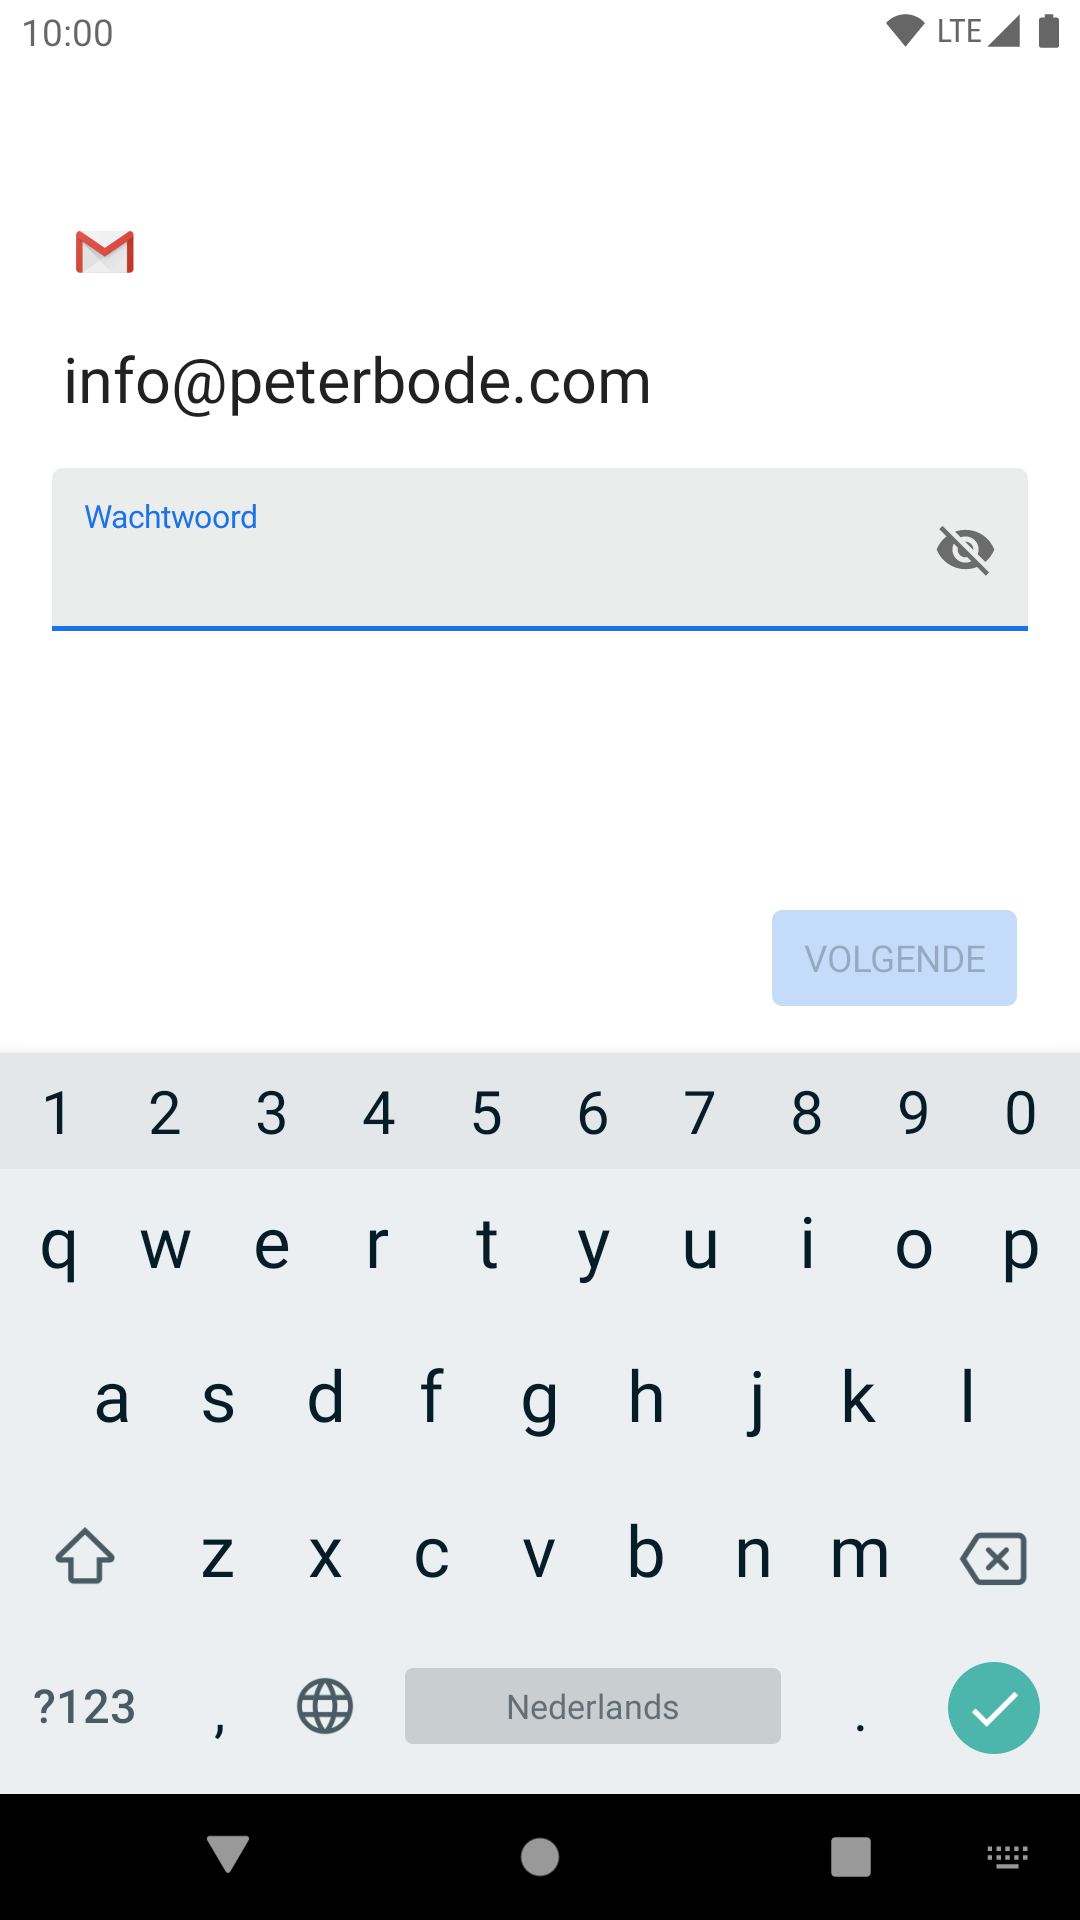 10:00 LTE
info@peterbode.com
Wachtwoord
VOLGENDE
1 2 3 4 5 6 7 8 9 0
q w e r t y u i o p
a s d f g h j k l
z x c v b n m
?123 , Nederlands .